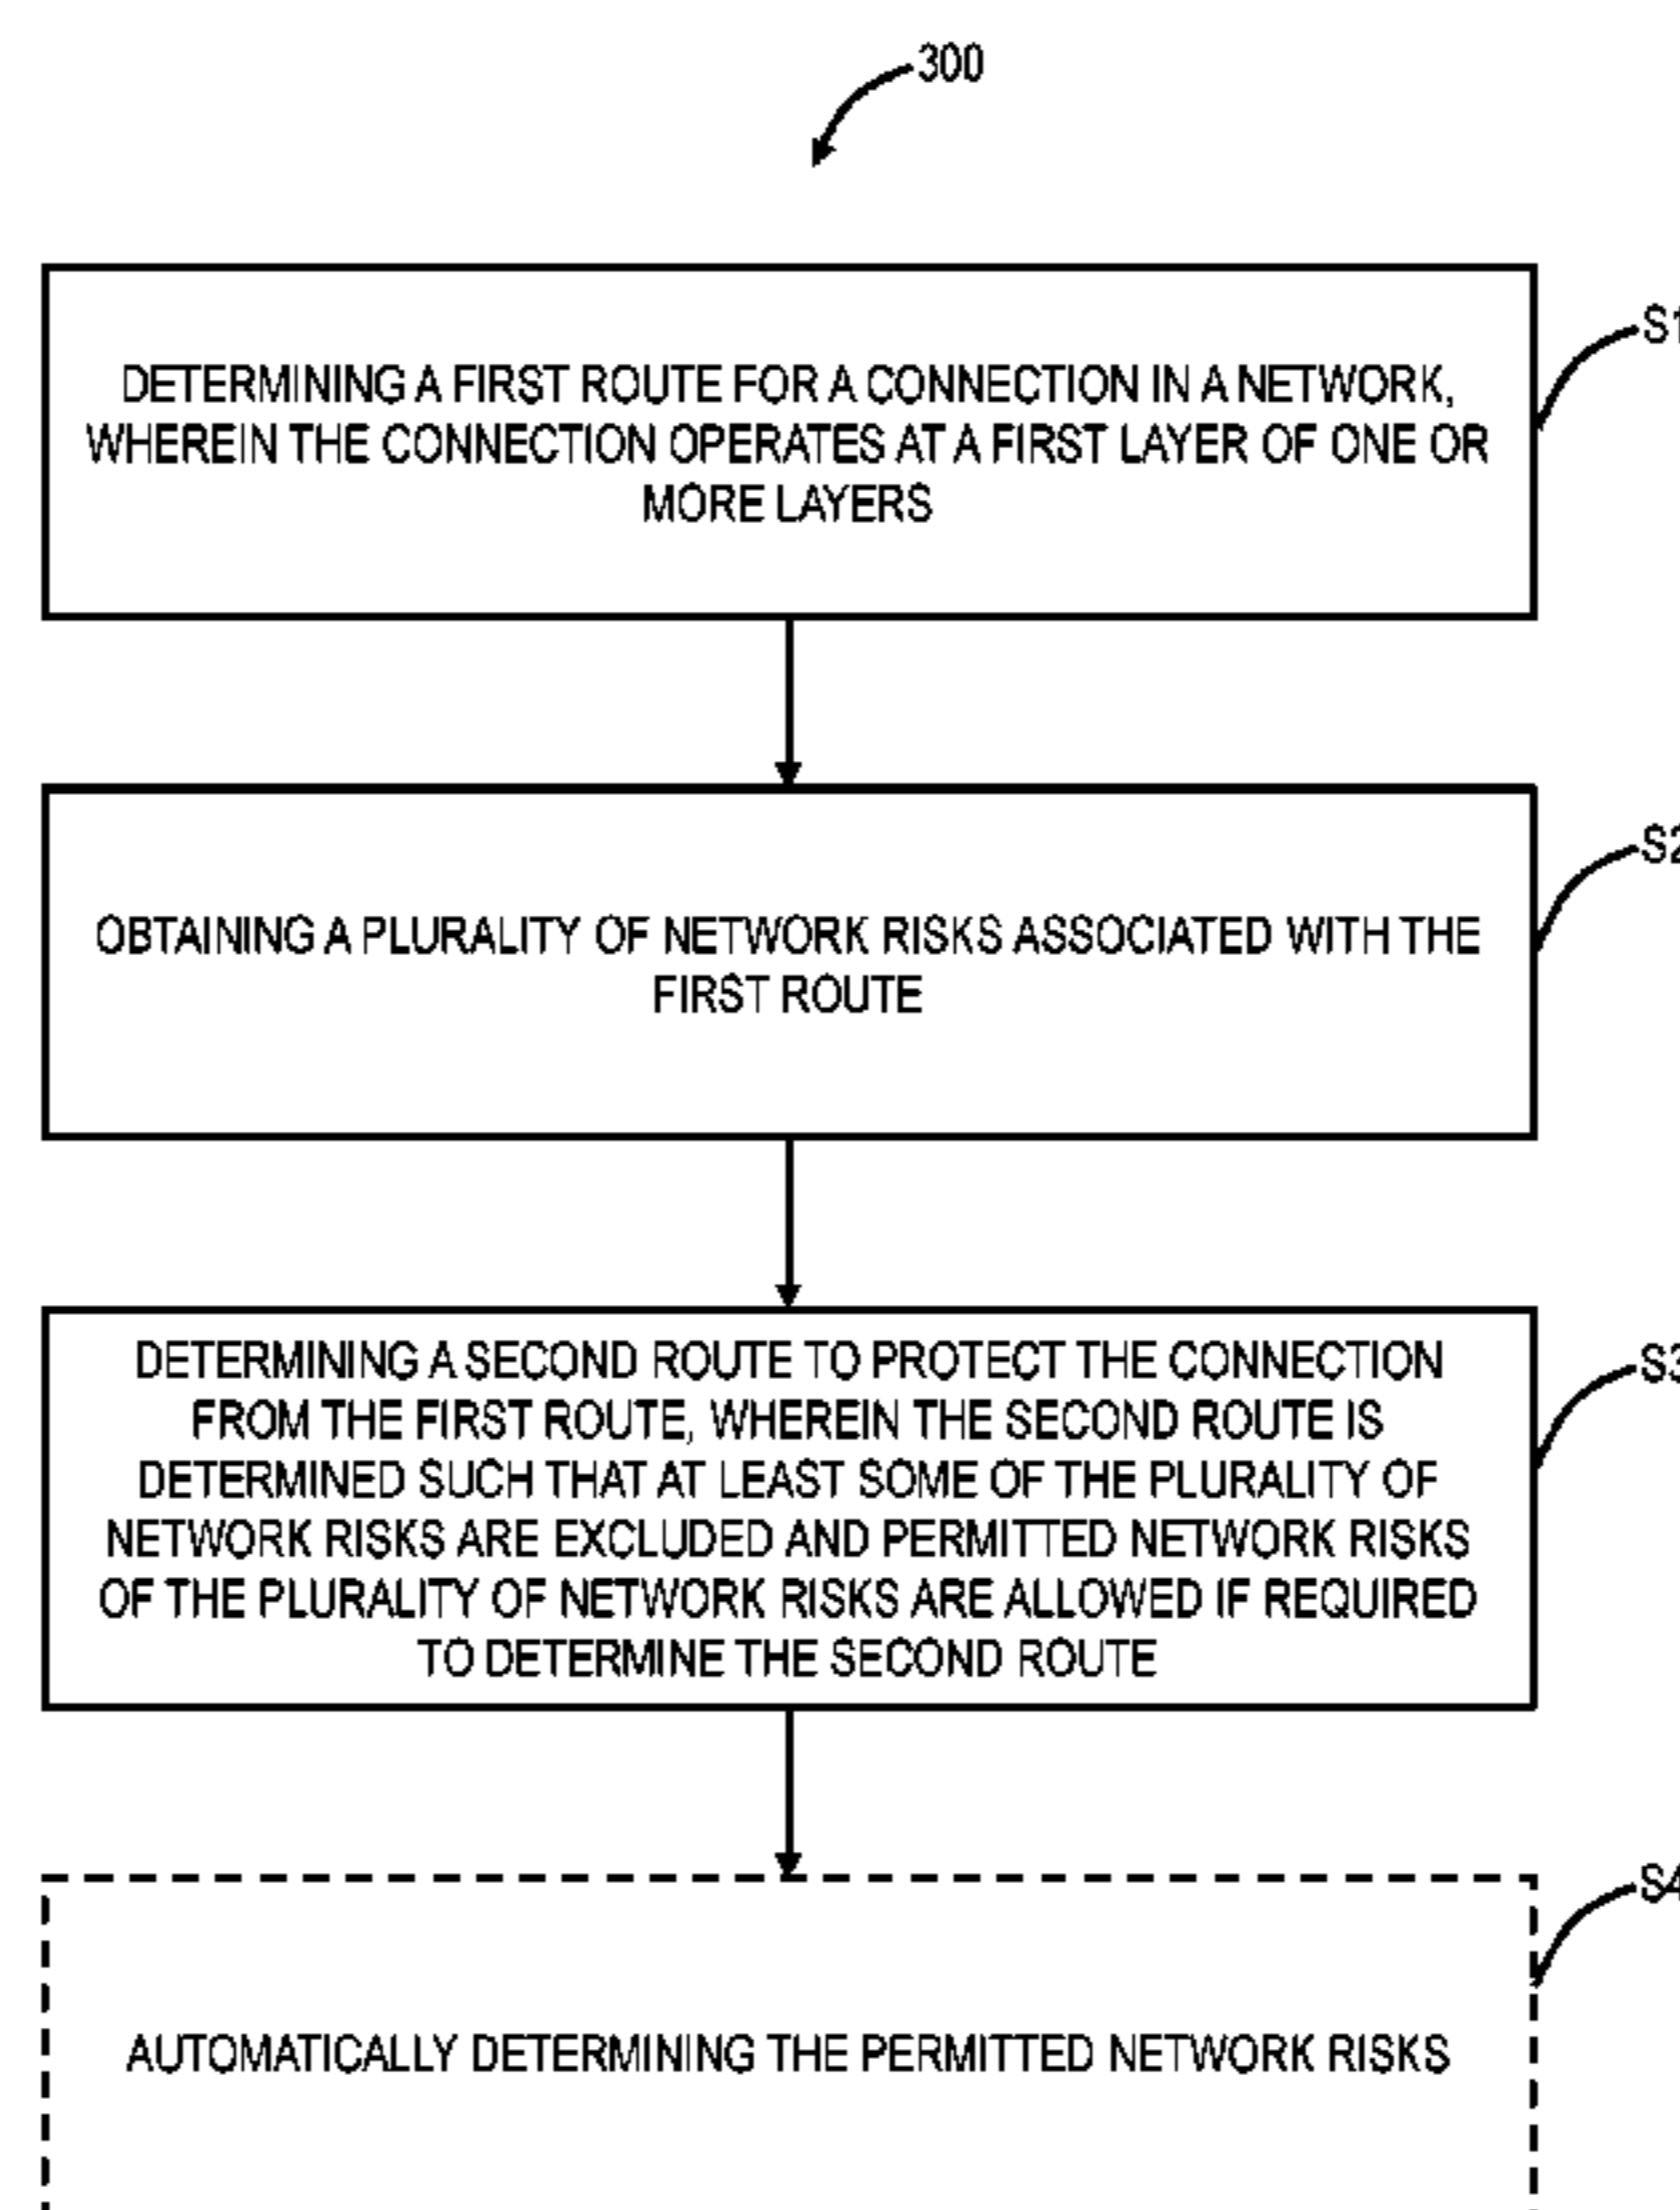 300
S1
DETERMINING A FIRST ROUTE FOR A CONNECTION IN A NETWORK,
WHEREIN THE CONNECTION OPERATES AT A FIRST LAYER OF ONE OR
MORE LAYERS
S2
OBTAINING A PLURALITY OF NETWORK RISKS ASSOCIATED WITH THE
FIRST ROUTE
S3
DETERMINING A SECOND ROUTE TO PROTECT THE CONNECTION
FROM THE FIRST ROUTE, WHEREIN THE SECOND ROUTE IS
DETERMINED SUCH THAT AT LEAST SOME OF THE PLURALITY OF
NETWORK RISKS ARE EXCLUDED AND PERMITTED NETWORK RISKS
OF THE PLURALITY OF NETWORK RISKS ARE ALLOWED IF REQUIRED
TO DETERMINE THE SECOND ROUTE
S4
AUTOMATICALLY DETERMINING THE PERMITTED NETWORK RISKS